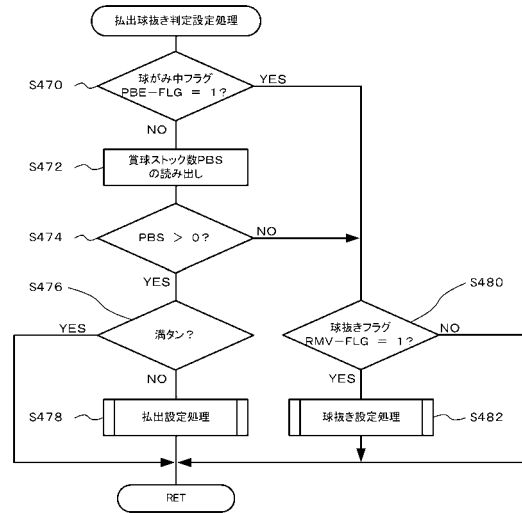 払出球抜き判定設定処理
S470
球がみ中フラグ
PBE-FLG = 1?
YES
NO
S472
賞球ストック数PBS
の読み出し
S474
PBS > 0?
NO
YES
S476
S480
YES
満タン?
球抜きフラグ
RMV-FLG = 1?
NO
NO
YES
S478
払出設定処理
球抜き設定処理
S482
RET